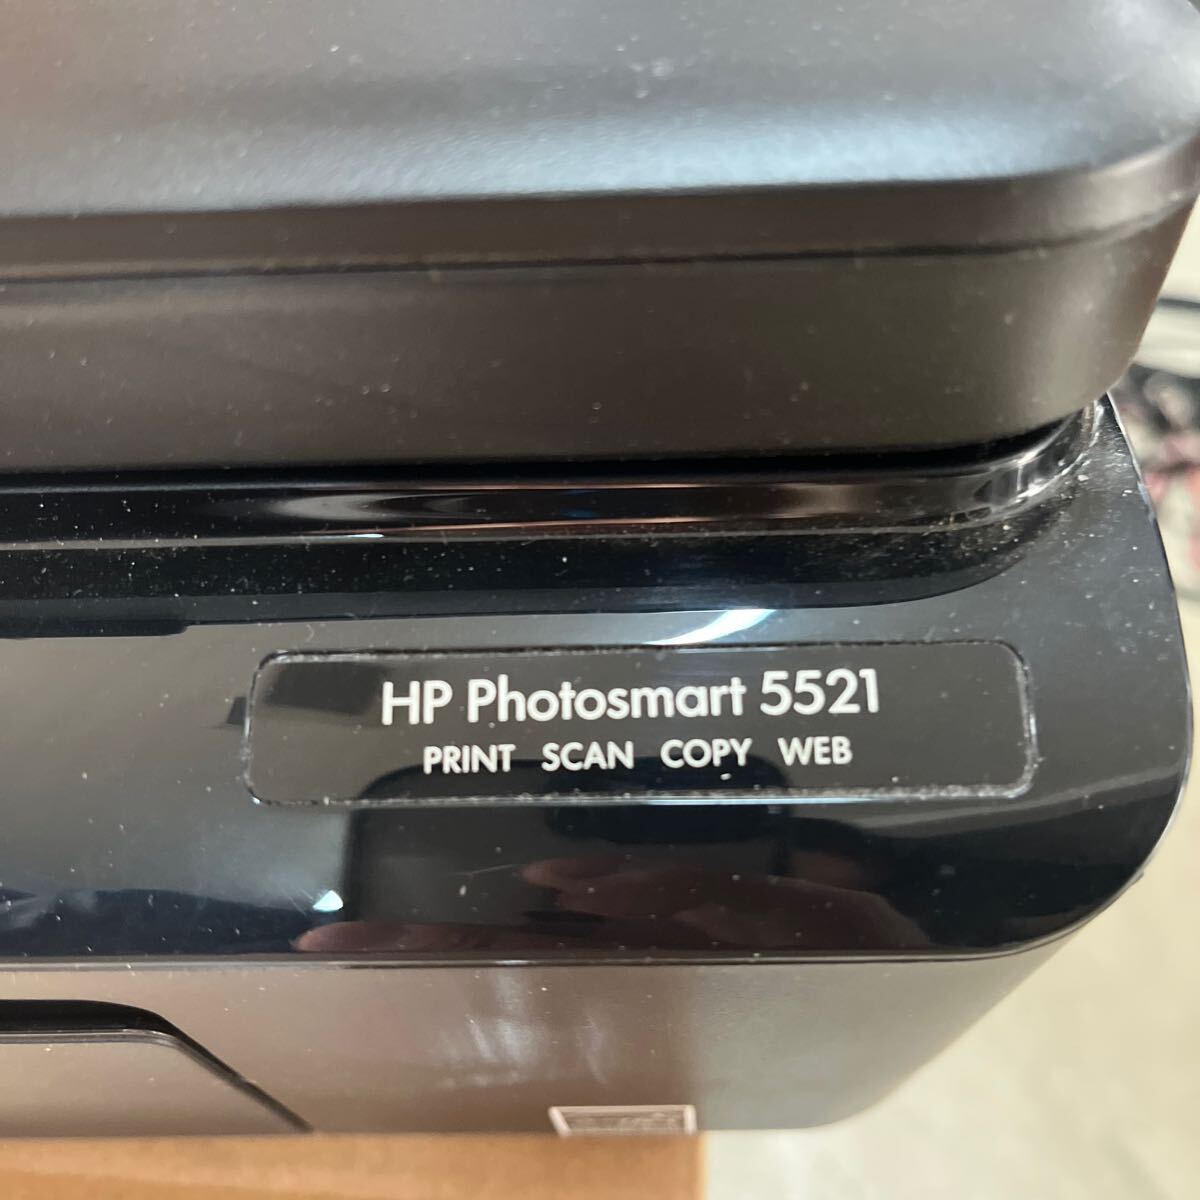 HP Photosmart 5521
PRINT SCAN COPY WEB